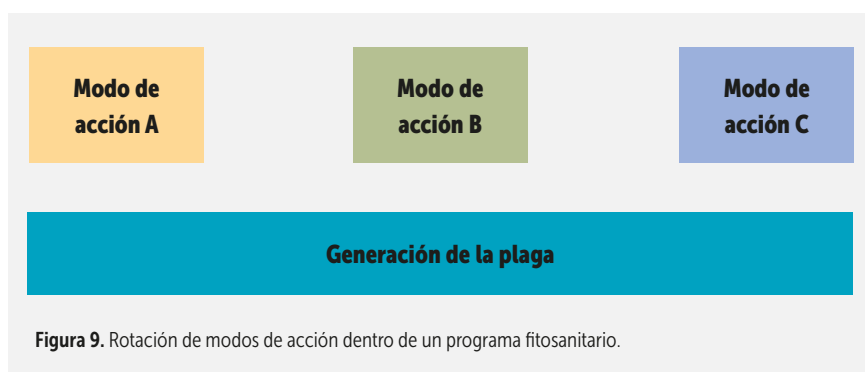 Modo de
acción A
Modo de
acción B
Modo de
acción C
Generación de la plaga
Figura 9. Rotación de modos de acción dentro de un programa fitosanitario.